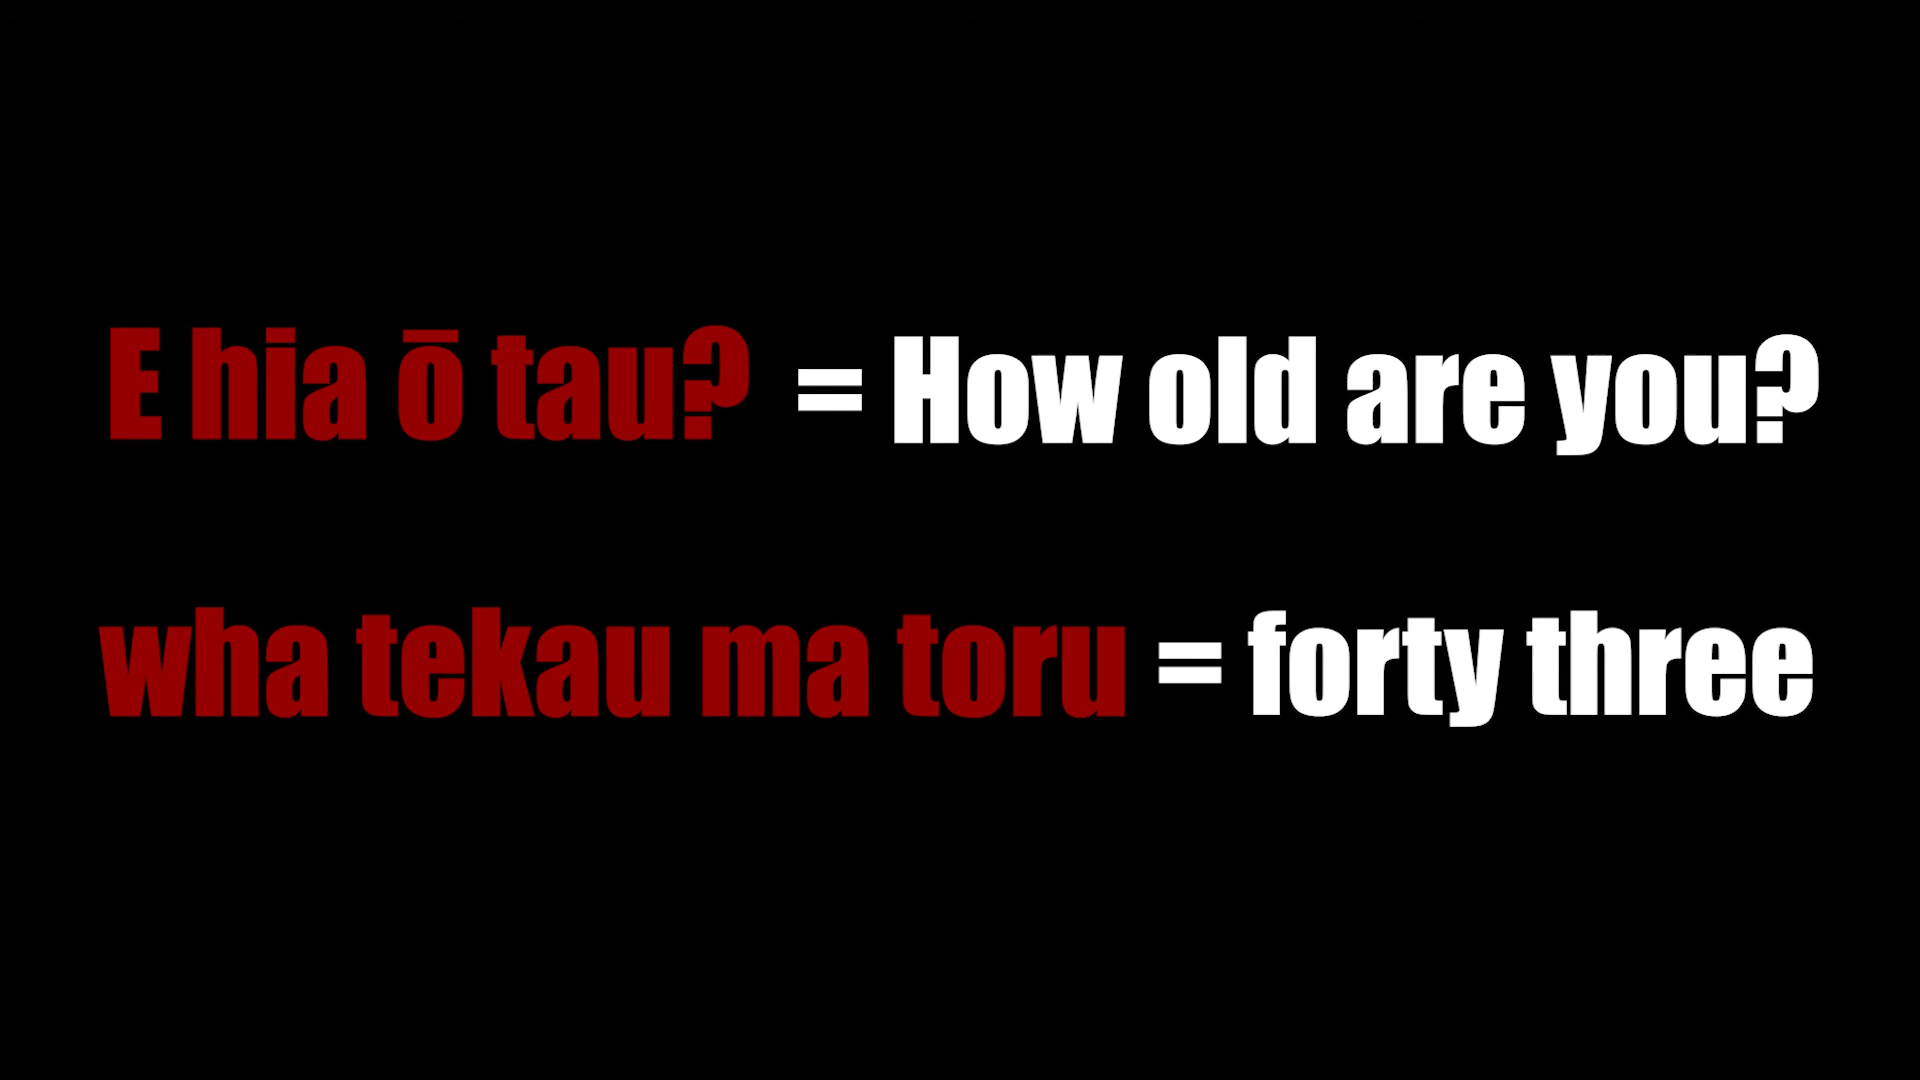 E hia ō tau? = How old are you?
wha tekau ma toru = forty three